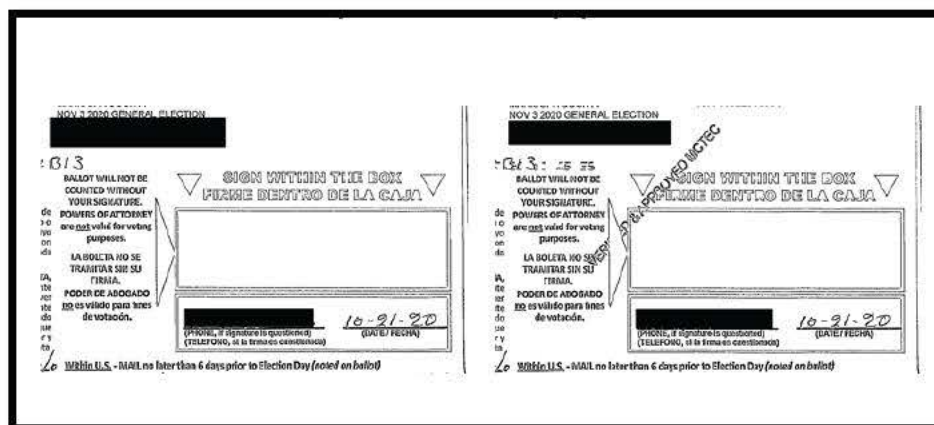 NOV 3 2020 GENERAL ELECTION
BALLOT WILL NOT BE
COUNTED WITHOUT
YOUR SIGNATURE.
POWERS OF ATTORNEY
are not valid for voting
purposes.
LA BOLETA NO SE
TRAMITAR SIN SU
FIRMA.
PODER DE ABOGADO
no es válido para fines
de votación.
SIGN WITHIN THE BOX
FIRME DENTRO DE LA CAJA
10-21-20
(PHONE, if signature is questioned)
(DATE / FECHA)
(TELEFONO, si la firma es cuestionada)
Within U.S. - MAIL no later than 6 days prior to Election Day (noted on ballot)
NOV 3 2020 GENERAL ELECTION
VERIFIED & APPROVED MCTEC
BALLOT WILL NOT BE
COUNTED WITHOUT
YOUR SIGNATURE.
POWERS OF ATTORNEY
are not valid for voting
purposes.
LA BOLETA NO SE
TRAMITAR SIN SU
FIRMA.
PODER DE ABOGADO
no es válido para fines
de votación.
SIGN WITHIN THE BOX
FIRME DENTRO DE LA CAJA
10-21-20
(PHONE, if signature is questioned)
(DATE / FECHA)
(TELEFONO, si la firma es cuestionada)
Within U.S. - MAIL no later than 6 days prior to Election Day (noted on ballot)